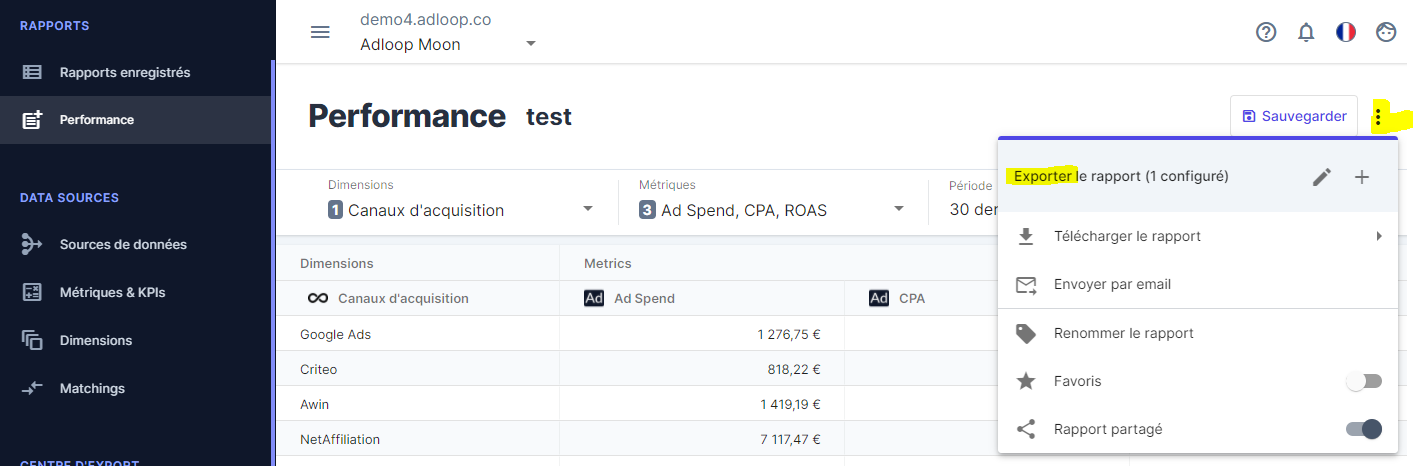 RAPPORTS
Rapports enregistrés
Performance
DATA SOURCES
Sources de données
Métriques & KPIs
Dimensions
Matchings
CENTRE D'EXPORT
demo4.adloop.co
Adloop Moon
Performance test
Sauvegarder
Dimensions
1 Canaux d'acquisition
Métriques
3 Ad Spend, CPA, ROAS
Période
30 der
Exporter le rapport (1 configuré)
Télécharger le rapport
Envoyer par email
Renommer le rapport
Favoris
Rapport partagé
Dimensions Metrics
Canaux d'acquisition Ad Ad Spend Ad CPA
Google Ads 1 276,75 €
Criteo 818,22 €
Awin 1 419,19 €
NetAffiliation 7 117,47 €